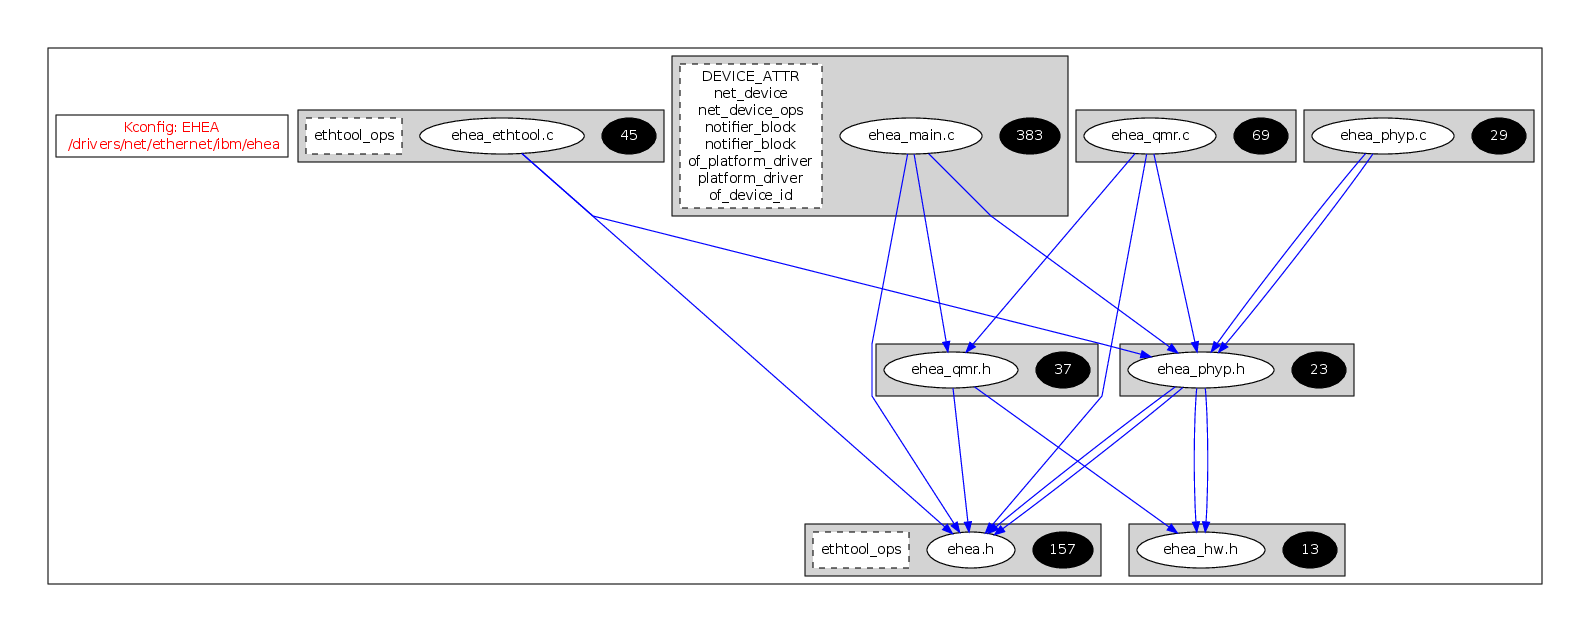 Kconfig: EHEA
/drivers/net/ethernet/ibm/ehea
ethtool_ops
ehea_ethtool.c
45
DEVICE_ATTR
net_device
net_device_ops
notifier_block
notifier_block
of_platform_driver
platform_driver
of_device_id
ehea_main.c
383
ehea_qmr.c
69
ehea_phyp.c
29
ehea_qmr.h
37
ehea_phyp.h
23
ethtool_ops
ehea.h
157
ehea_hw.h
13